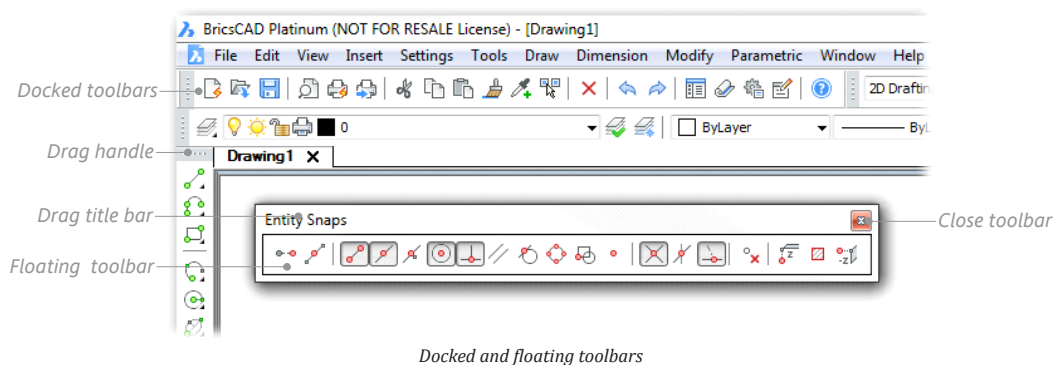 BricsCAD Platinum (NOT FOR RESALE License) - [Drawing1]
File Edit View Insert Settings Tools Draw Dimension Modify Parametric Window Help
Docked toolbars
2D Draftin
0
ByLayer
ByL
Drag handle
Drawing1 X
Drag title bar
Entity Snaps
Close toolbar
Floating toolbar
Docked and floating toolbars